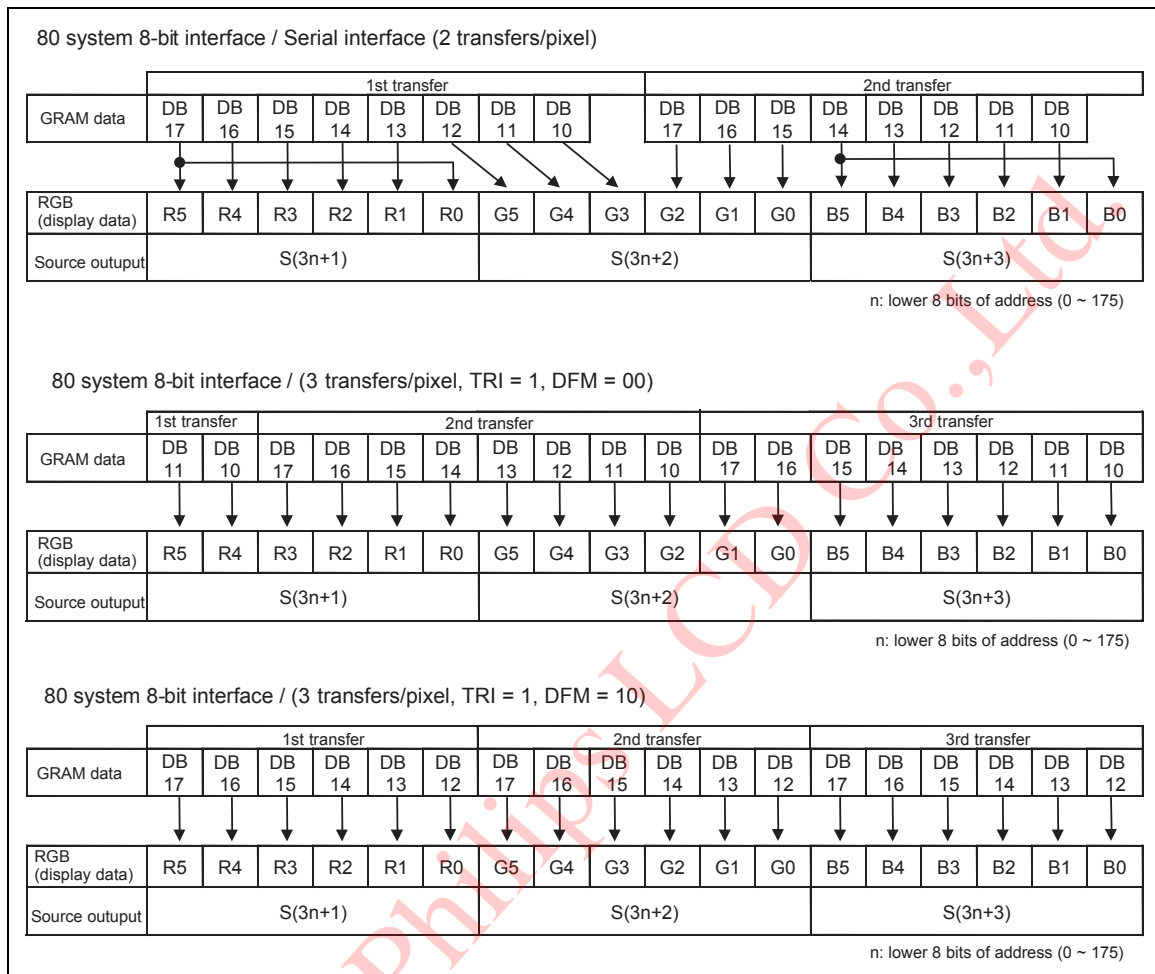 80 system 8-bit interface / Serial interface (2 transfers/pixel)
1st transfer 2nd transfer
GRAM data DB 17 DB 16 DB 15 DB 14 DB 13 DB 12 DB 11 DB 10 DB 17 DB 16 DB 15 DB 14 DB 13 DB 12 DB 11 DB 10
RGB (display data) R5 R4 R3 R2 R1 R0 G5 G4 G3 G2 G1 G0 B5 B4 B3 B2 B1 B0
Source outuput S(3n+1) S(3n+2) S(3n+3)
n: lower 8 bits of address (0 ~ 175)
80 system 8-bit interface / (3 transfers/pixel, TRI = 1, DFM = 00)
1st transfer 2nd transfer 3rd transfer
GRAM data DB 11 DB 10 DB 17 DB 16 DB 15 DB 14 DB 13 DB 12 DB 11 DB 10 DB 17 DB 16 DB 15 DB 14 DB 13 DB 12 DB 11 DB 10
RGB (display data) R5 R4 R3 R2 R1 R0 G5 G4 G3 G2 G1 G0 B5 B4 B3 B2 B1 B0
Source outuput S(3n+1) S(3n+2) S(3n+3)
n: lower 8 bits of address (0 ~ 175)
80 system 8-bit interface / (3 transfers/pixel, TRI = 1, DFM = 10)
1st transfer 2nd transfer 3rd transfer
GRAM data DB 17 DB 16 DB 15 DB 14 DB 13 DB 12 DB 17 DB 16 DB 15 DB 14 DB 13 DB 12 DB 17 DB 16 DB 15 DB 14 DB 13 DB 12
RGB (display data) R5 R4 R3 R2 R1 R0 G5 G4 G3 G2 G1 G0 B5 B4 B3 B2 B1 B0
Source outuput S(3n+1) S(3n+2) S(3n+3)
n: lower 8 bits of address (0 ~ 175)
Philips LCD Co.,Ltd.